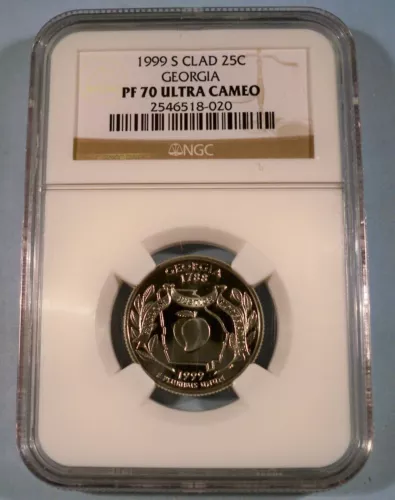 1999 S CLAD 25C
GEORGIA
PF 70 ULTRA CAMEO
2546518-020
NGC
GEORGIA
1788
1999
E PLURIBUS UNUM